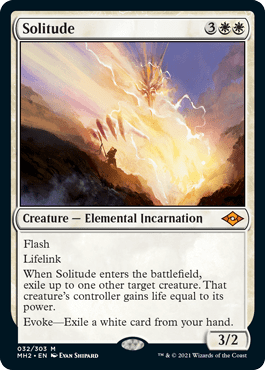 Solitude 3
Creature — Elemental Incarnation
Flash
Lifelink
When Solitude enters the battlefield,
exile up to one other target creature. That
creature's controller gains life equal to its
power.
Evoke—Exile a white card from your hand.
3/2
032/303 M
MH2 • EN Evan Shipard ™ & © 2021 Wizards of the Coast